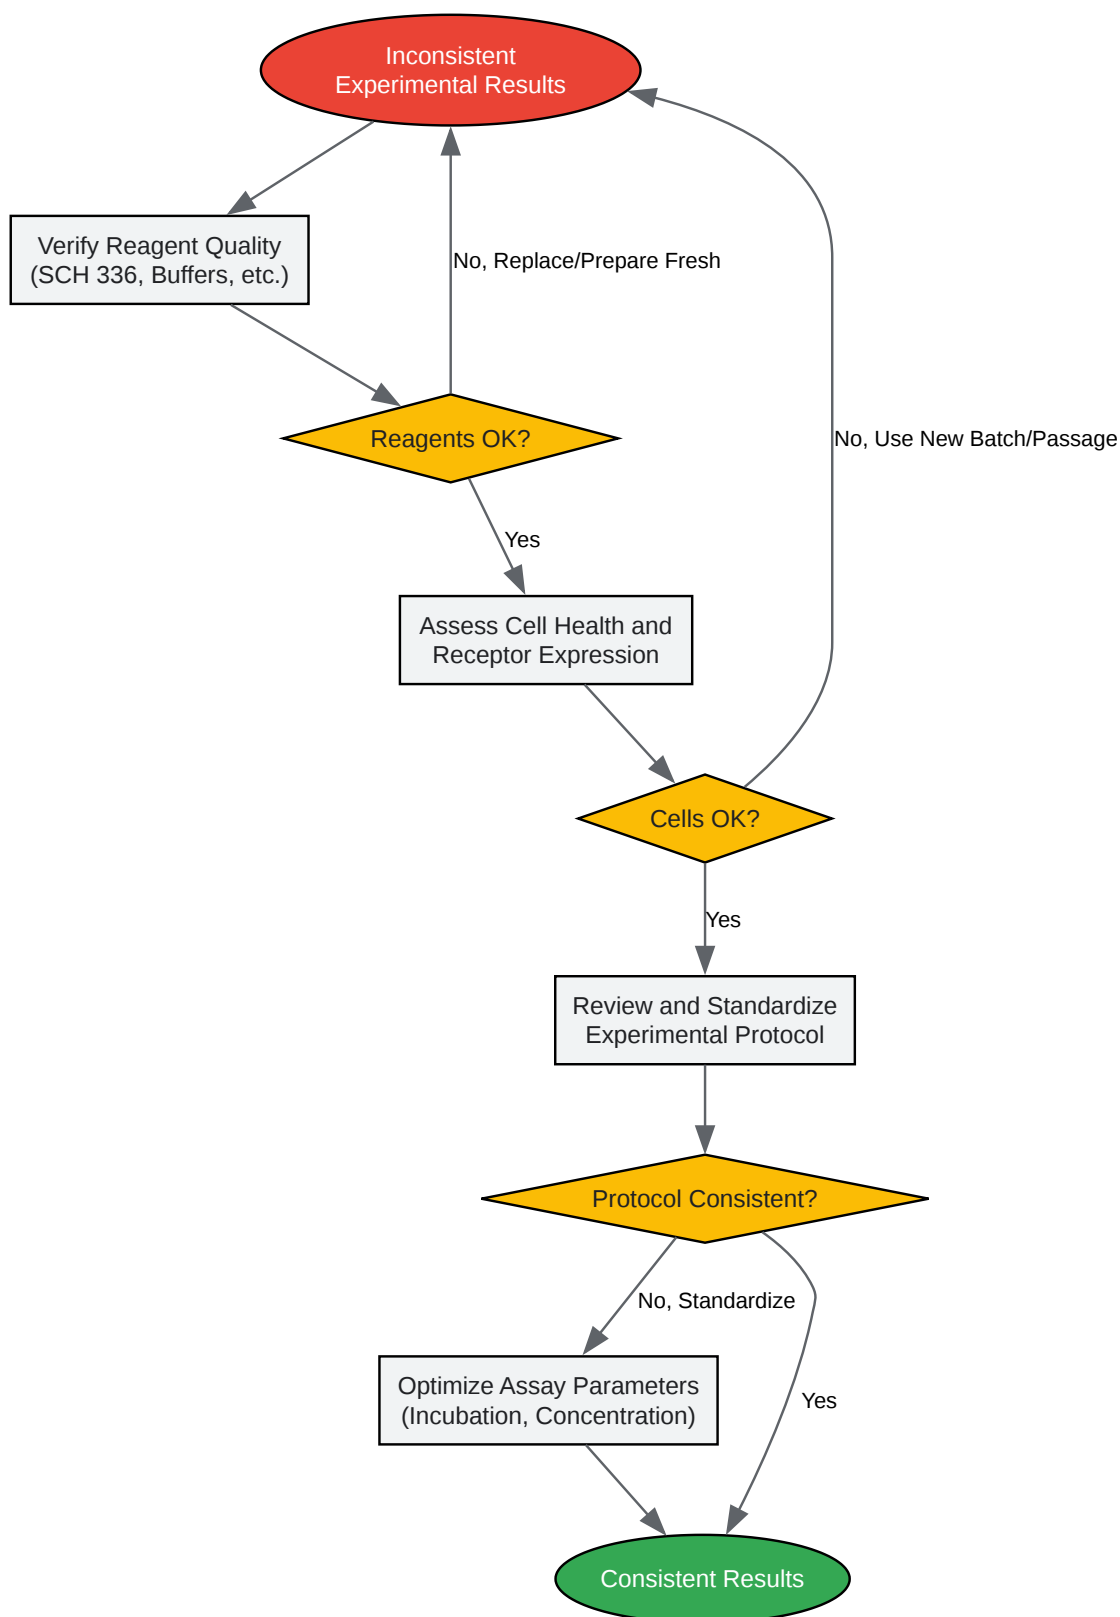 Inconsistent
Experimental Results
Verify Reagent Quality
(SCH 336, Buffers, etc.)
No, Replace/Prepare Fresh
Reagents OK?
No, Use New Batch/Passage
Yes
Assess Cell Health and
Receptor Expression
Cells OK?
Yes
Review and Standardize
Experimental Protocol
Protocol Consistent?
No, Standardize
Optimize Assay Parameters
(Incubation, Concentration)
Yes
Consistent Results